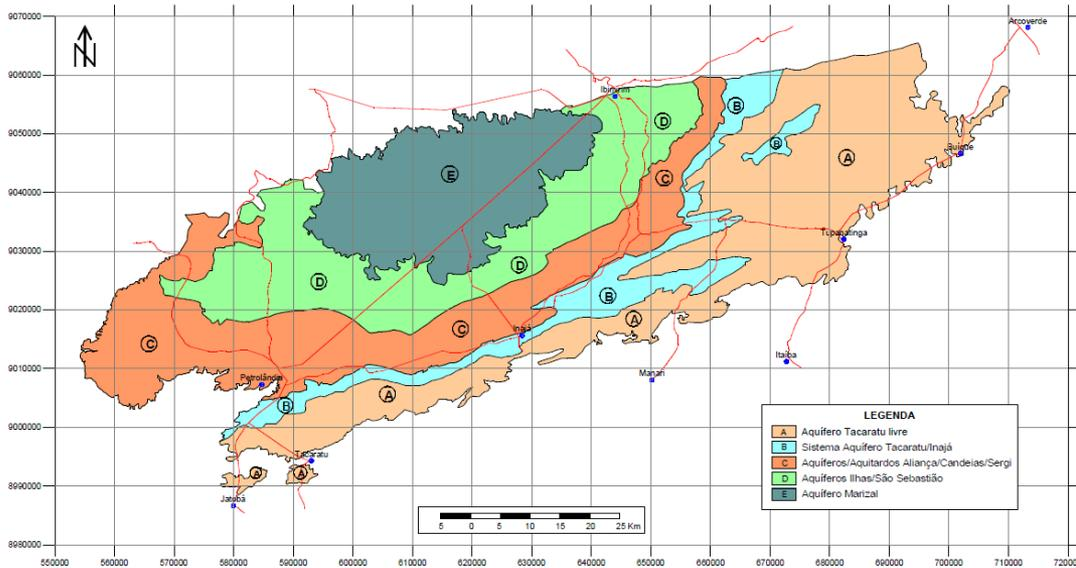 9070000
9060000
9050000
9040000
9030000
9020000
9010000
9000000
8990000
8980000
N
Arcoverde
Ibimirim
B
D
B
A
E
Buíque
C
Tupanatinga
D
D
B
A
C
C
Inajá
Itaíba
Manari
Petrolândia
A
B
Tacaratu
A
A
Jatobá
LEGENDA
A Aquífero Tacaratu livre
B Sistema Aquífero Tacaratu/Inajá
C Aquíferos/Aquitardos Aliança/Candeias/Sergi
D Aquíferos Ilhas/São Sebastião
E Aquífero Marizal
5 0 5 10 15 20 25 Km
550000 560000 570000 580000 590000 600000 610000 620000 630000 640000 650000 660000 670000 680000 690000 700000 710000